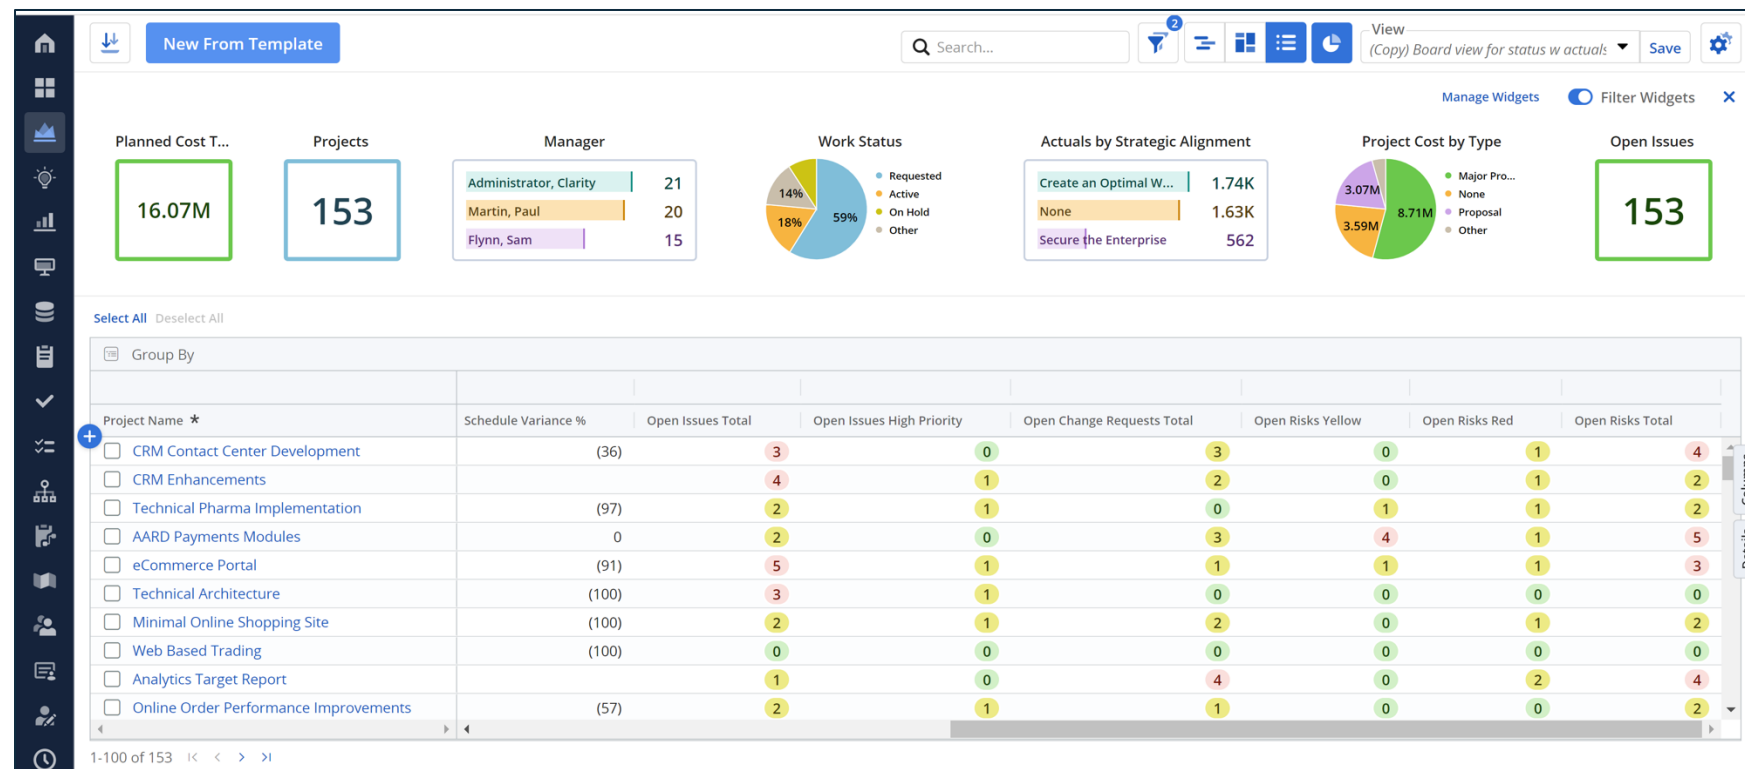 New From Template
Search...
2
View
(Copy) Board view for status w actuals
Save
Manage Widgets
Filter Widgets
Planned Cost T...
16.07M
Projects
153
Manager
Administrator, Clarity 21
Martin, Paul 20
Flynn, Sam 15
Work Status
14%
18%
59%
Requested
Active
On Hold
Other
Actuals by Strategic Alignment
Create an Optimal W... 1.74K
None 1.63K
Secure the Enterprise 562
Project Cost by Type
3.07M
8.71M
3.59M
Major Pro...
None
Proposal
Other
Open Issues
153
Select All Deselect All
Group By
Project Name * Schedule Variance % Open Issues Total Open Issues High Priority Open Change Requests Total Open Risks Yellow Open Risks Red Open Risks Total
CRM Contact Center Development (36) 3 0 3 0 1 4
CRM Enhancements 4 1 2 0 1 2
Technical Pharma Implementation (97) 2 1 0 1 1 2
AARD Payments Modules 0 2 0 3 4 1 5
eCommerce Portal (91) 5 1 1 1 1 3
Technical Architecture (100) 3 1 0 0 0 0
Minimal Online Shopping Site (100) 2 1 2 0 1 2
Web Based Trading (100) 0 0 0 0 0 0
Analytics Target Report 1 0 4 0 2 4
Online Order Performance Improvements (57) 2 1 1 0 0 2
1-100 of 153